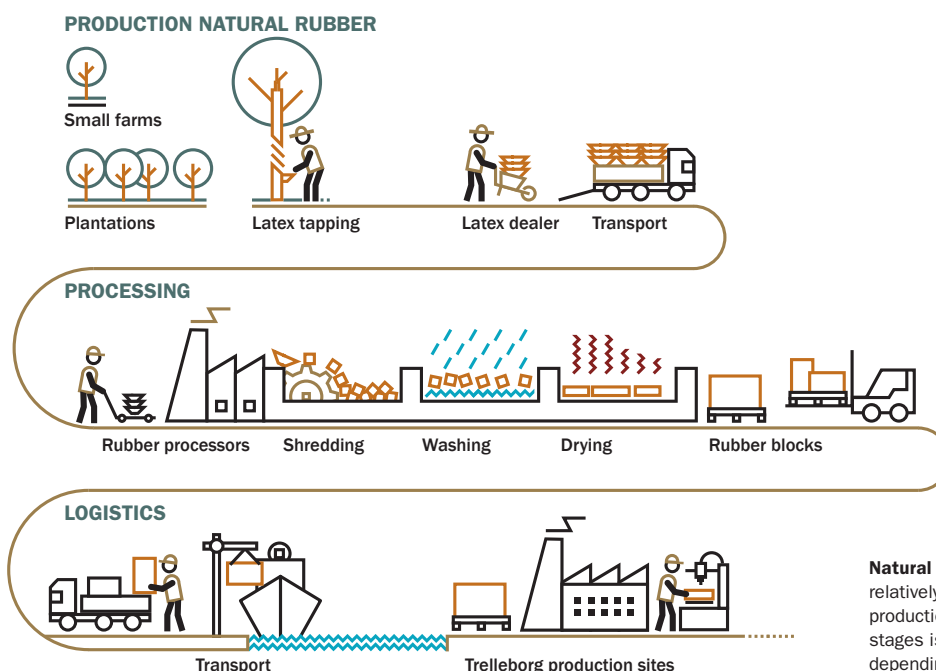 PRODUCTION NATURAL RUBBER
Small farms
Plantations
Latex tapping
Latex dealer
Transport
PROCESSING
Rubber processors
Shredding
Washing
Drying
Rubber blocks
LOGISTICS
Transport
Trelleborg production sites
Natural
relatively
productio
stages is
dependin